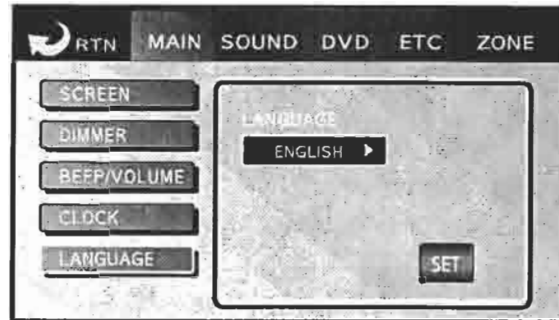 RTN MAIN SOUND DVD ETC ZONE
SCREEN
DIMMER
BEEP/VOLUME
CLOCK
LANGUAGE
LANGUAGE
ENGLISH
SET